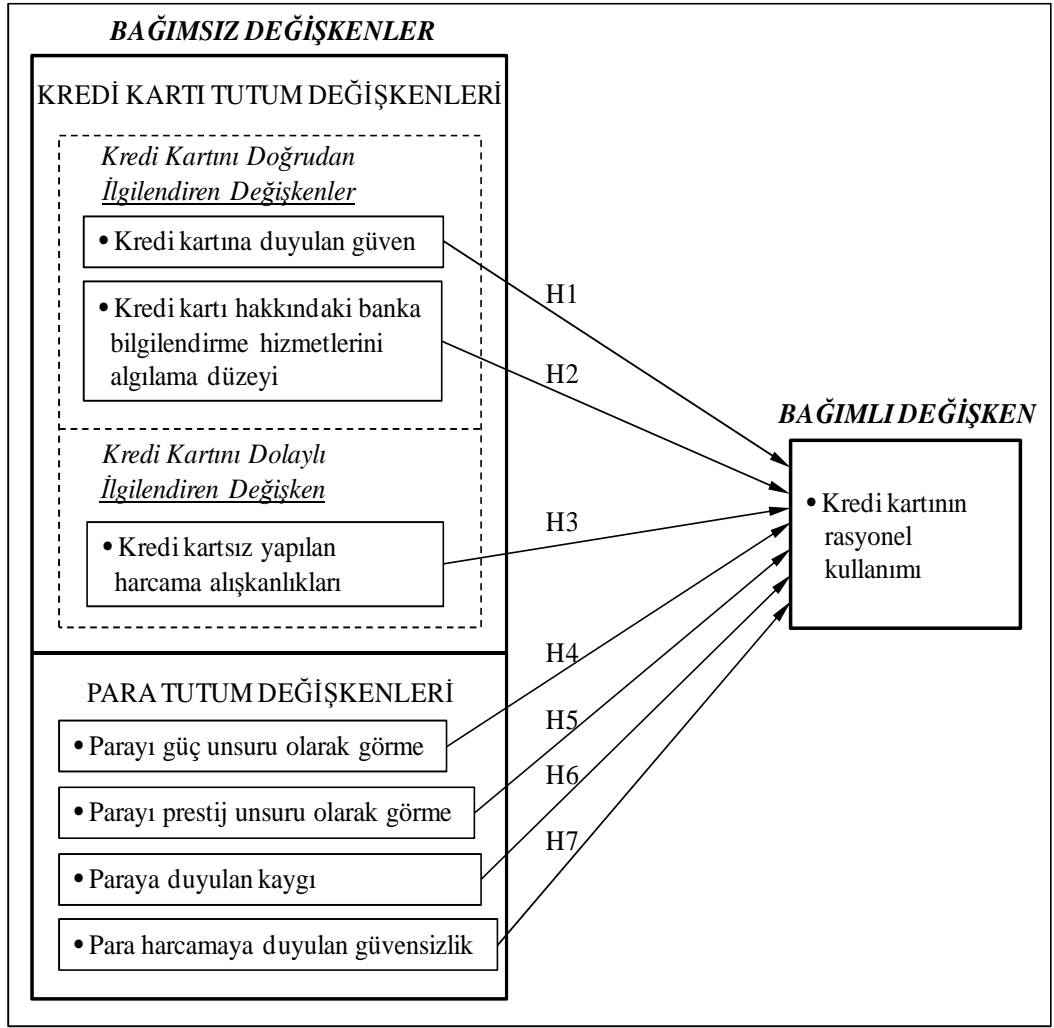 BAĞIMSIZ DEĞİŞKENLER
KREDİ KARTI TUTUM DEĞİŞKENLERİ
Kredi Kartını Doğrudan
İlgilendiren Değişkenler
• Kredi kartına duyulan güven
• Kredi kartı hakkındaki banka
bilgilendirme hizmetlerini
algılama düzeyi
Kredi Kartını Dolaylı
İlgilendiren Değişken
• Kredi kartsız yapılan
harcama alışkanlıkları
PARA TUTUM DEĞİŞKENLERİ
• Parayı güç unsuru olarak görme
• Parayı prestij unsuru olarak görme
• Paraya duyulan kaygı
• Para harcamaya duyulan güvensizlik
H1
H2
H3
H4
H5
H6
H7
BAĞIMLI DEĞİŞKEN
• Kredi kartının
rasyonel
kullanımı